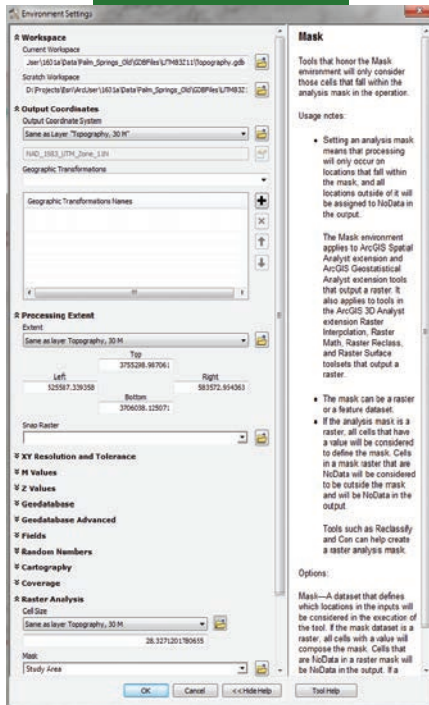 Environment Settings
Workspace
Current Workspace
User\1601a\Data\Palm_Springs_Old\GDBFiles\UTM83Z11\Topography.gdb
Scratch Workspace
D:\Projects\Esri\ArcUser\1601a\Data\Palm_Springs_Old\GDBFiles\UTM83Z1
Output Coordinates
Output Coordinate System
Same as Layer "Topography, 30 M"
NAD_1983_UTM_Zone_11N
Geographic Transformations
Geographic Transformations Names
Processing Extent
Extent
Same as layer Topography, 30 M
Top
3755298.987061
Left
Right
525587.339358
583572.954363
Bottom
3706038.125071
Snap Raster
XY Resolution and Tolerance
M Values
Z Values
Geodatabase
Geodatabase Advanced
Fields
Random Numbers
Cartography
Coverage
Raster Analysis
Cell Size
Same as layer Topography, 30 M
28.3271201780655
Mask
Study Area
OK
Cancel
<< Hide Help
Tool Help
Mask
Tools that honor the Mask
environment will only consider
those cells that fall within the
analysis mask in the operation.
Usage notes:
• Setting an analysis mask
means that processing
will only occur on
locations that fall within
the mask, and all
locations outside of it will
be assigned to NoData in
the output.
The Mask environment
applies to ArcGIS Spatial
Analyst extension and
ArcGIS Geostatistical
Analyst extension tools
that output a raster. It
also applies to tools in
the ArcGIS 3D Analyst
extension Raster
Interpolation, Raster
Math, Raster Reclass,
and Raster Surface
toolsets that output a
raster.
• The mask can be a raster
or a feature dataset.
• If the analysis mask is a
raster, all cells that have
a value will be considered
to define the mask. Cells
in a mask raster that are
NoData will be considered
to be outside the mask
and will be NoData in the
output.
Tools such as Reclassify
and Con can help create
a raster analysis mask.
Options:
Mask—A dataset that defines
which locations in the inputs will
be considered in the execution of
the tool. If the mask dataset is a
raster, all cells with a value will
compose the mask. Cells that
are NoData in a raster mask will
be NoData in the output. If a